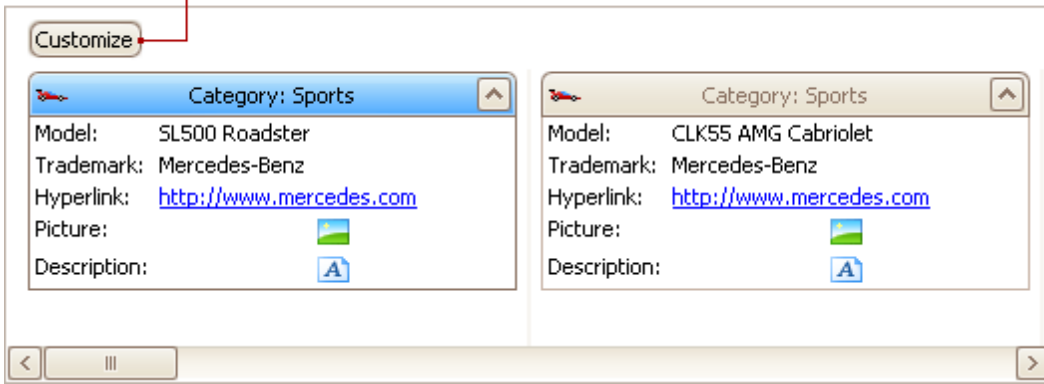 Customize
Category: Sports
Model: SL500 Roadster
Trademark: Mercedes-Benz
Hyperlink: http://www.mercedes.com
Picture:
Description:
Category: Sports
Model: CLK55 AMG Cabriolet
Trademark: Mercedes-Benz
Hyperlink: http://www.mercedes.com
Picture:
Description: